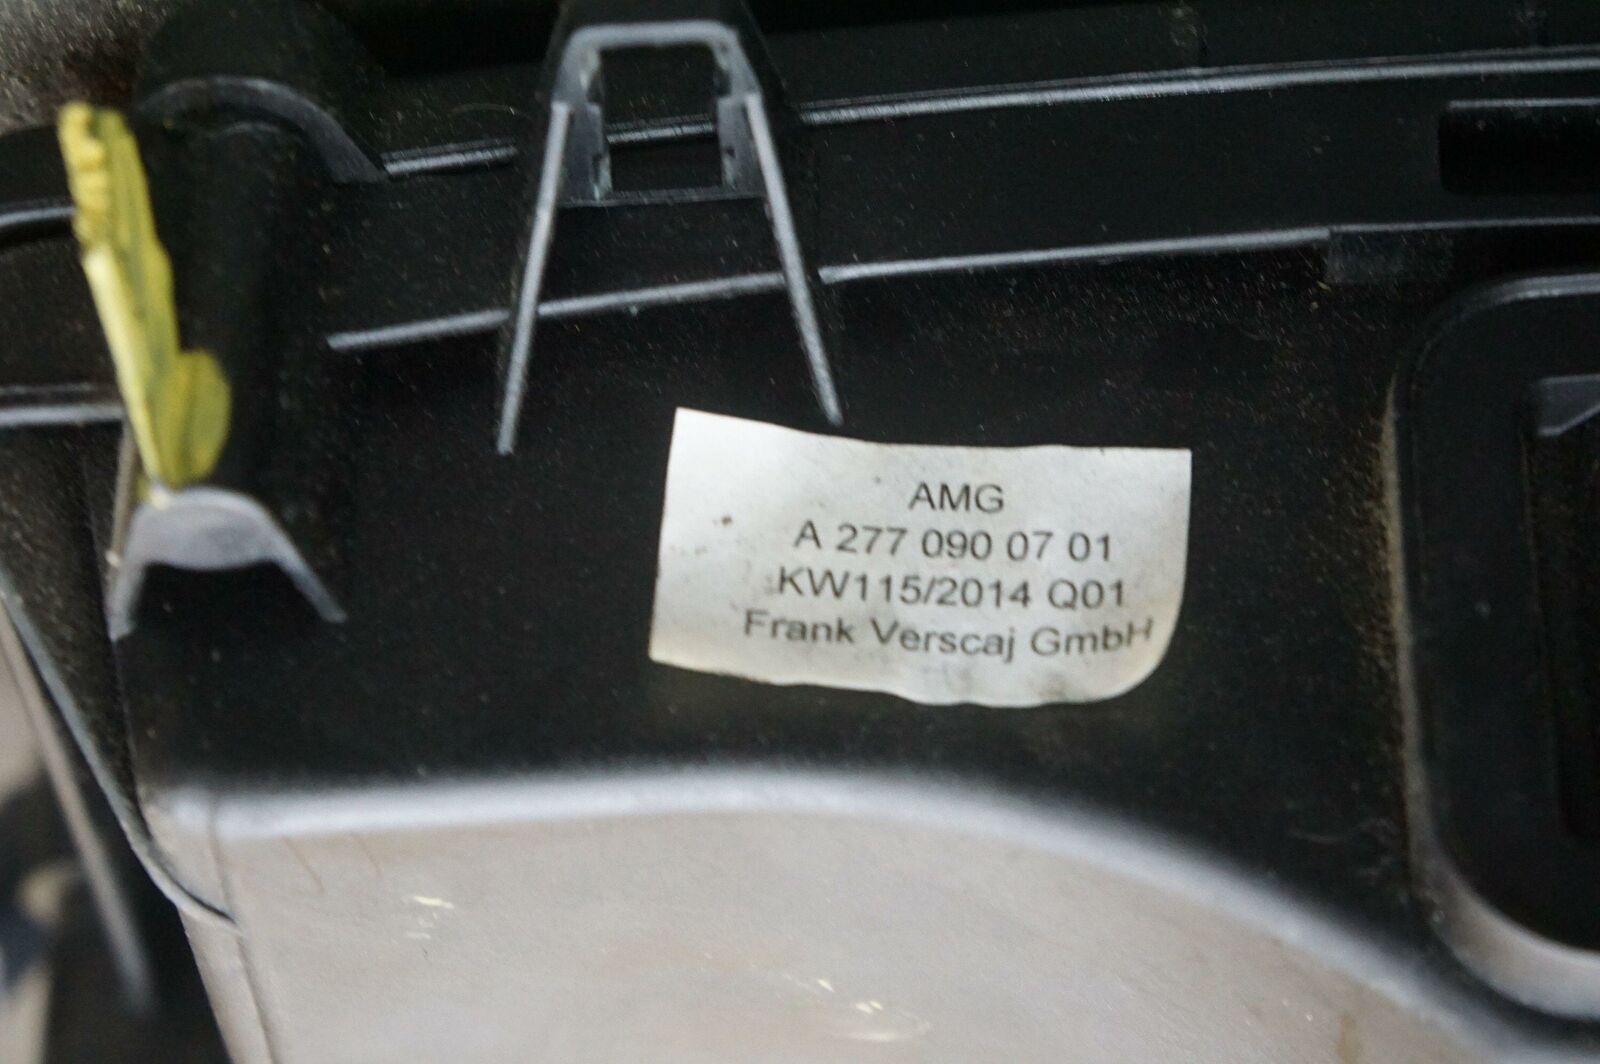 AMG
A 277 090 07 01
KW115/2014 Q01
Frank Verscaj GmbH